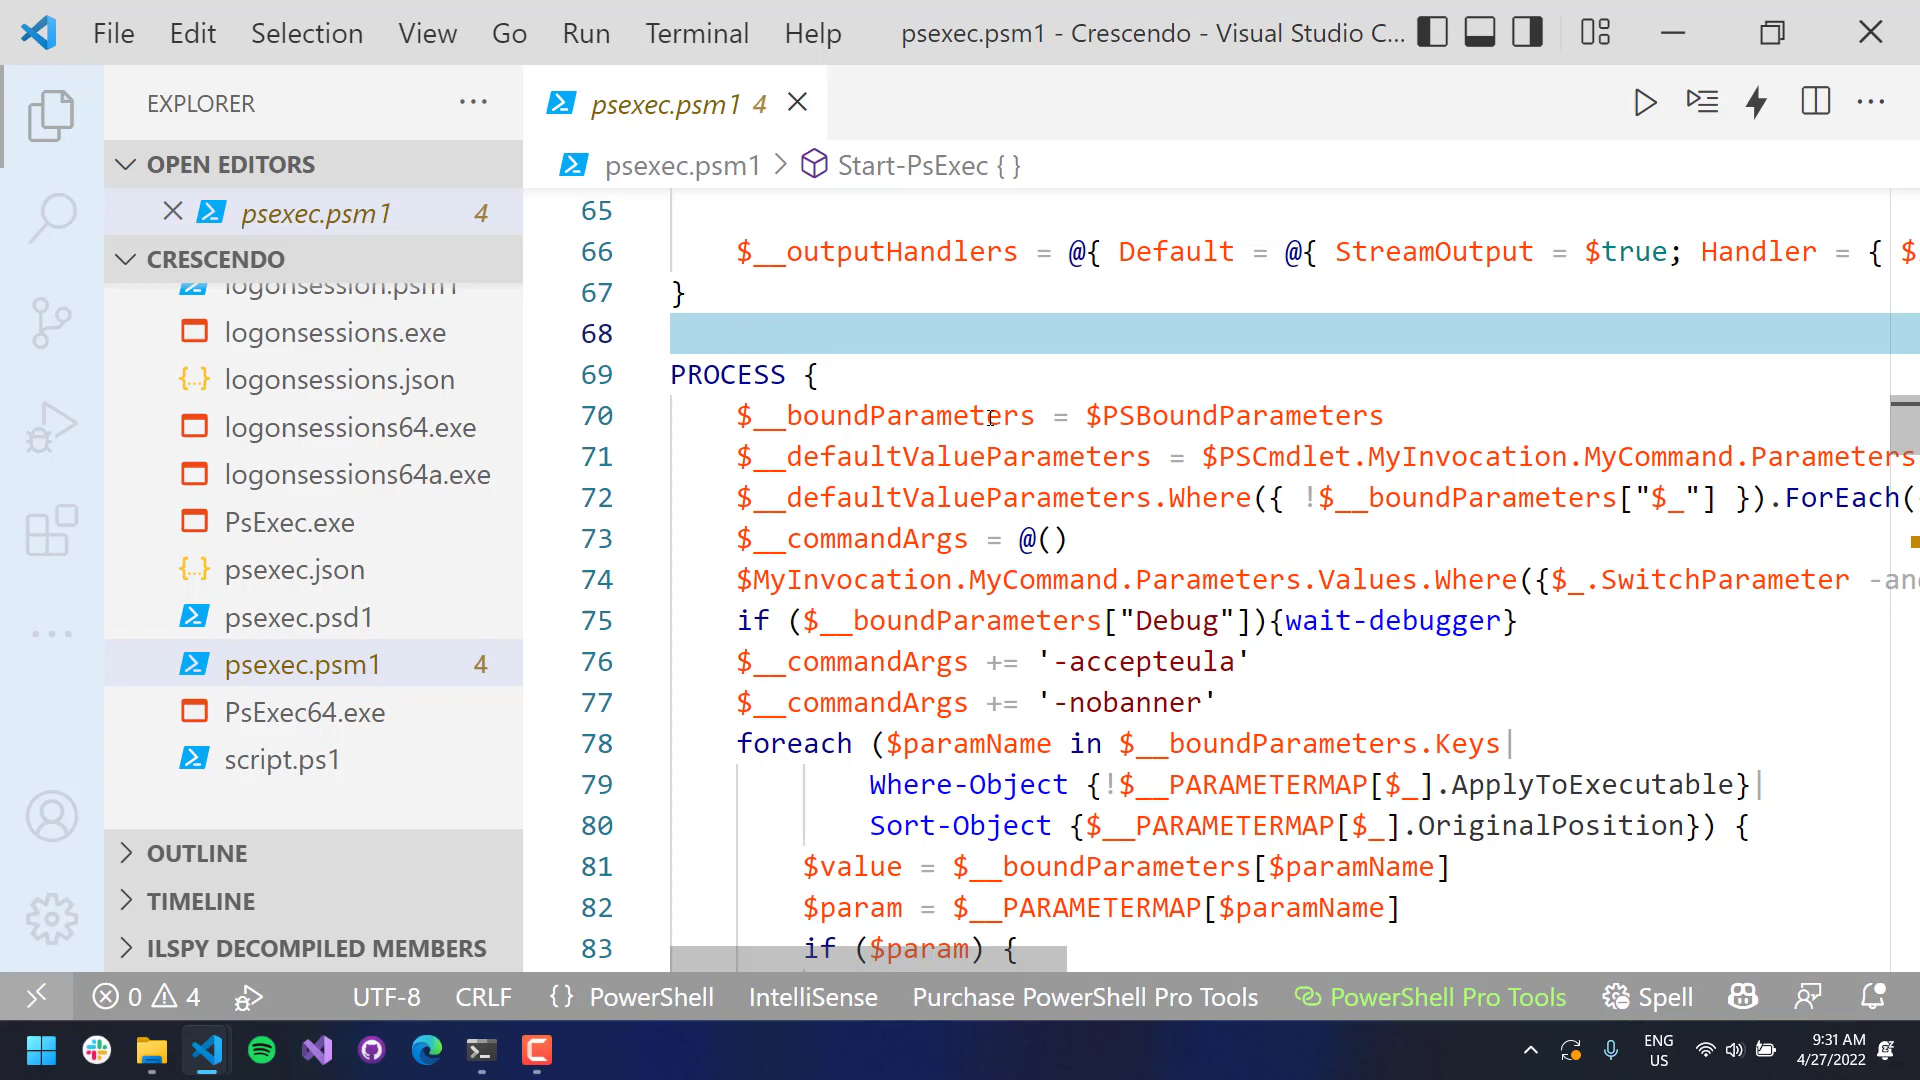 File Edit Selection View Go Run Terminal Help psexec.psm1 - Crescendo - Visual Studio C...
EXPLORER
OPEN EDITORS
psexec.psm1 4
CRESCENDO
logonsession.psm1
logonsessions.exe
logonsessions.json
logonsessions64.exe
logonsessions64a.exe
PsExec.exe
psexec.json
psexec.psd1
psexec.psm1 4
PsExec64.exe
script.ps1
OUTLINE
TIMELINE
ILSPY DECOMPILED MEMBERS
psexec.psm1 4
psexec.psm1 > Start-PsExec { }
65
66 $__outputHandlers = @{ Default = @{ StreamOutput = $true; Handler = { $
67 }
68
69 PROCESS {
70 $__boundParameters = $PSBoundParameters
71 $__defaultValueParameters = $PSCmdlet.MyInvocation.MyCommand.Parameters
72 $__defaultValueParameters.Where({ !$__boundParameters["$_"] }).ForEach(
73 $__commandArgs = @()
74 $MyInvocation.MyCommand.Parameters.Values.Where({$_.SwitchParameter -and
75 if ($__boundParameters["Debug"]){wait-debugger}
76 $__commandArgs += '-accepteula'
77 $__commandArgs += '-nobanner'
78 foreach ($paramName in $__boundParameters.Keys|
79 Where-Object {!$__PARAMETERMAP[$_].ApplyToExecutable}|
80 Sort-Object {$__PARAMETERMAP[$_].OriginalPosition}) {
81 $value = $__boundParameters[$paramName]
82 $param = $__PARAMETERMAP[$paramName]
83 if ($param) {
0 4 UTF-8 CRLF {} PowerShell IntelliSense Purchase PowerShell Pro Tools PowerShell Pro Tools Spell
ENG
US
9:31 AM
4/27/2022